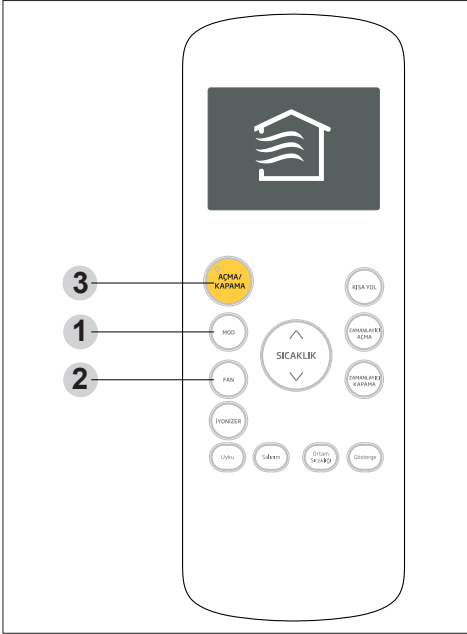 3
AÇMA/
KAPAMA
KISA YOL
1
MOD
ZAMANLAYICI
AÇMA
SICAKLIK
2
FAN
ZAMANLAYICI
KAPAMA
İYONİZER
Uyku
Salınım
Ortam
Sıcaklığı
Gösterge